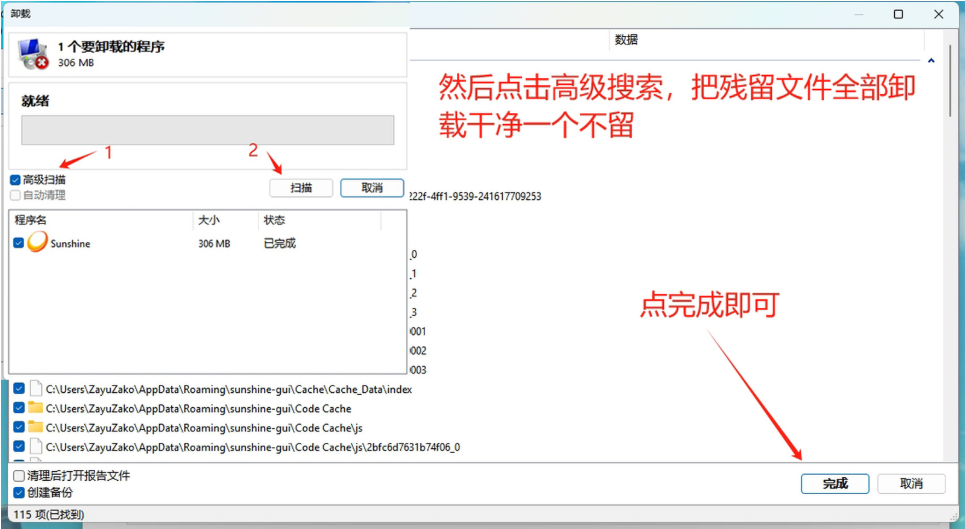 卸载
1 个要卸载的程序
306 MB
就绪
数据
然后点击高级搜索，把残留文件全部卸
载干净一个不留
1
2
高级扫描
自动清理
扫描
取消
222f-4ff1-9539-241617709253
程序名
大小
状态
Sunshine
306 MB
已完成
_0
_1
_2
_3
0001
0002
0003
点完成即可
C:\Users\ZayuZako\AppData\Roaming\sunshine-gui\Cache\Cache_Data\index
C:\Users\ZayuZako\AppData\Roaming\sunshine-gui\Code Cache
C:\Users\ZayuZako\AppData\Roaming\sunshine-gui\Code Cache\js
C:\Users\ZayuZako\AppData\Roaming\sunshine-gui\Code Cache\js\2bfc6d7631b74f06_0
清理后打开报告文件
创建备份
完成
取消
115 项(已找到)